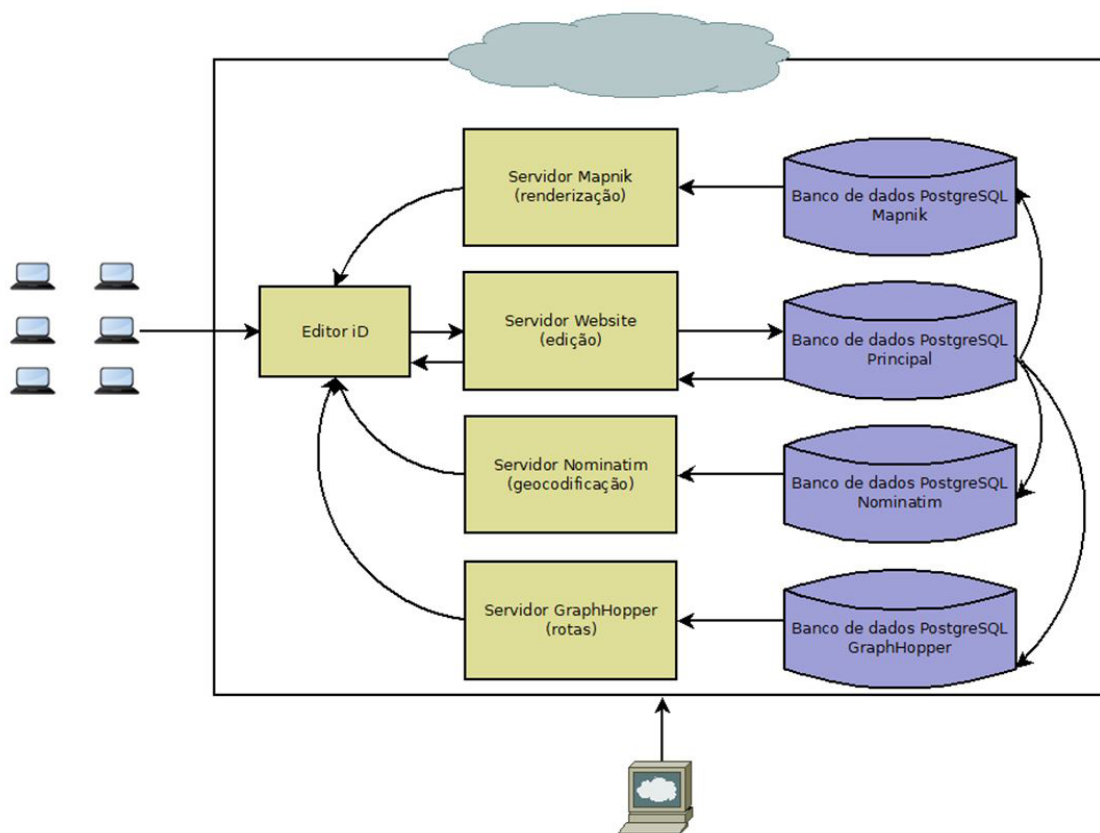 Servidor Mapnik
(renderização)
Banco de dados PostgreSQL
Mapnik
Editor iD
Servidor Website
(edição)
Banco de dados PostgreSQL
Principal
Servidor Nominatim
(geocodificação)
Banco de dados PostgreSQL
Nominatim
Servidor GraphHopper
(rotas)
Banco de dados PostgreSQL
GraphHopper